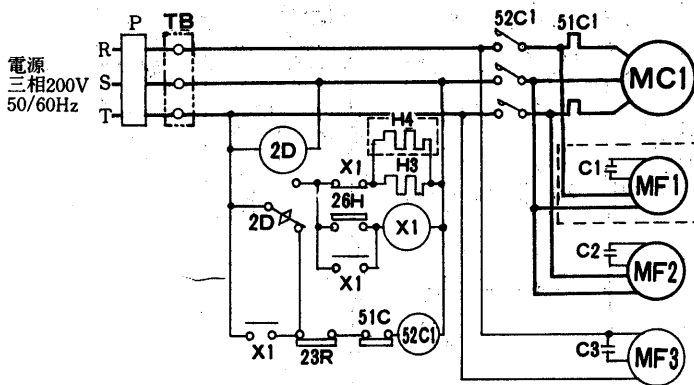 P
TB
52C1
51C1
R
S
T
電源
三相200V
50/60Hz
MC1
H4
2D
X1
H3
C1
MF1
26H
2D
X1
X1
C2
MF2
51C
52C1
X1
23R
C3
MF3